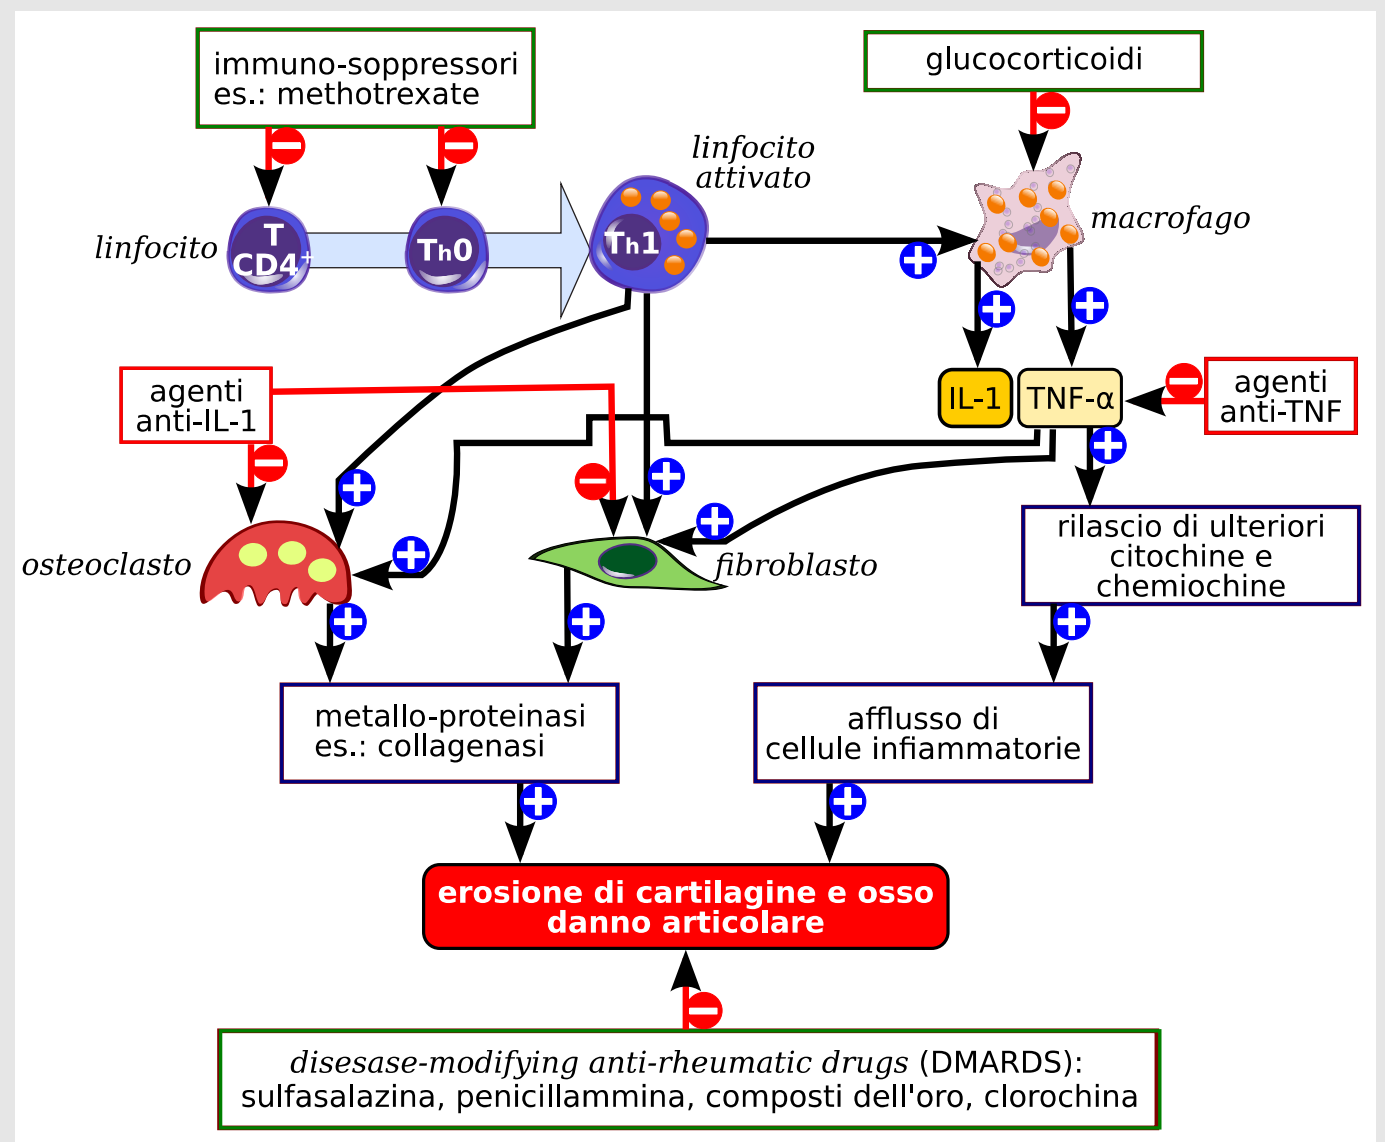 immuno-soppressori
es.: methotrexate
glucocorticoidi
linfocito
attivato
macrofago
linfocito
T
CD4+
Th0
Th1
agenti
anti-IL-1
IL-1
TNF-α
agenti
anti-TNF
osteoclasto
fibroblasto
rilascio di ulteriori
citochine e
chemiochine
metallo-proteinasi
es.: collagenasi
afflusso di
cellule infiammatorie
erosione di cartilagine e osso
danno articolare
disesase-modifying anti-rheumatic drugs (DMARDS):
sulfasalazina, penicillammina, composti dell'oro, clorochina